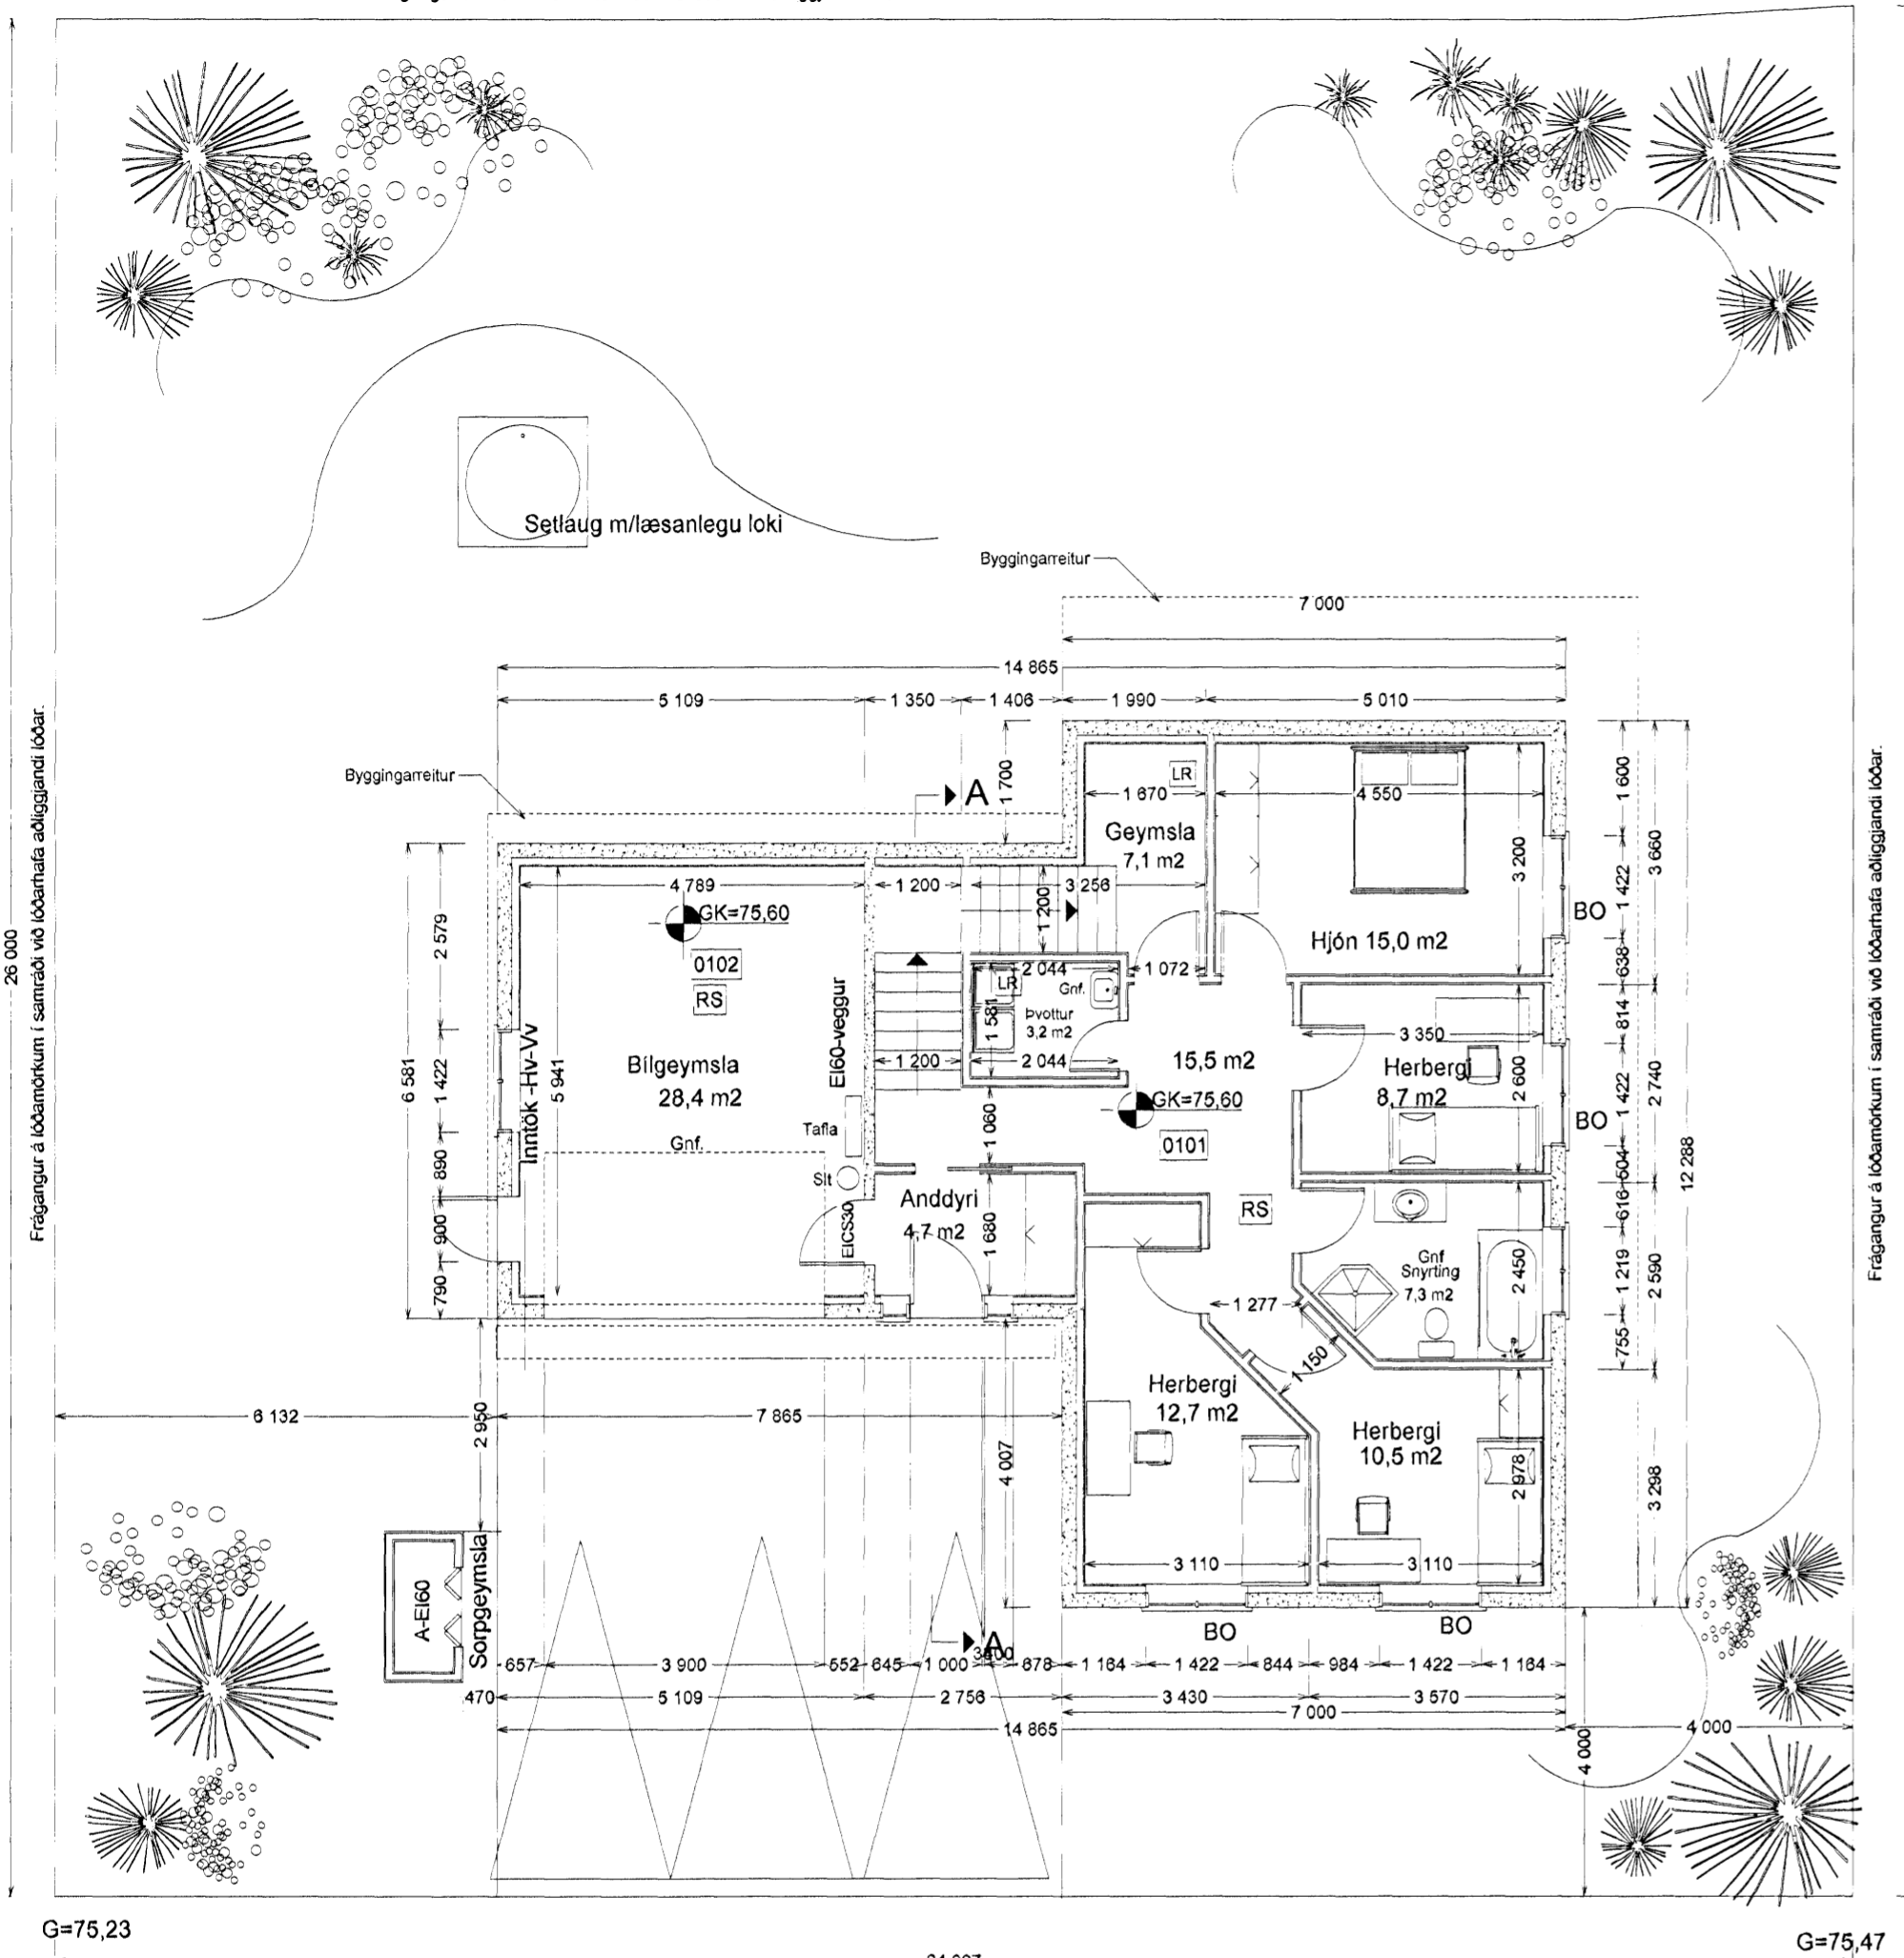 26 000
Frágangur á lóðamörkum í samráði við lóðarhafa aðliggjandi lóðar.
Frágangur á lóðamörkum í samráði við lóðarhafa aðliggjandi lóðar.
Setlaug m/læsanlegu loki
Byggingarreitur
7 000
14 865
5 109 1 350 1 406 1 990 5 010
Byggingarreitur
1 700
A
LR
1 670 4 550
Geymsla
7,1 m2
3 200
1 600
3 660
4 789 1 200 3 256
1 200
1 422
BO
GK=75,60
2 579
Hjón 15,0 m2
638
0102
RS
2 044 1 072
LR
Gnf.
1 581
Þvottur
3,2 m2
814
3 350
EI60-veggur
Inntök -Hv-Vv
6 581
1 422
5 941
Bílgeymsla
28,4 m2
1 200 2 044
15,5 m2
Herbergi
8,7 m2
2 600
1 422
2 740
BO
12 288
GK=75,60
0101
Tafla
Gnf.
1 060
890
504
Slt
Anddyri
4,7 m2
1 680
EICS30
RS
616
900
790
Gnf
Snyrting
7,3 m2
2 450
1 219
2 590
1 277
755
1 150
Herbergi
12,7 m2
Herbergi
10,5 m2
2 978
3 298
6 132 2 950 7 865
4 007
3 110 3 110
A-EI60
Sorpgeymsla
BO BO
A
3400
657 3 900 552 645 1 000 878 1 164 1 422 844 984 1 422 1 164
470 5 109 2 756 3 430 3 570
7 000
14 865
4 000
4 000
G=75,23
G=75,47